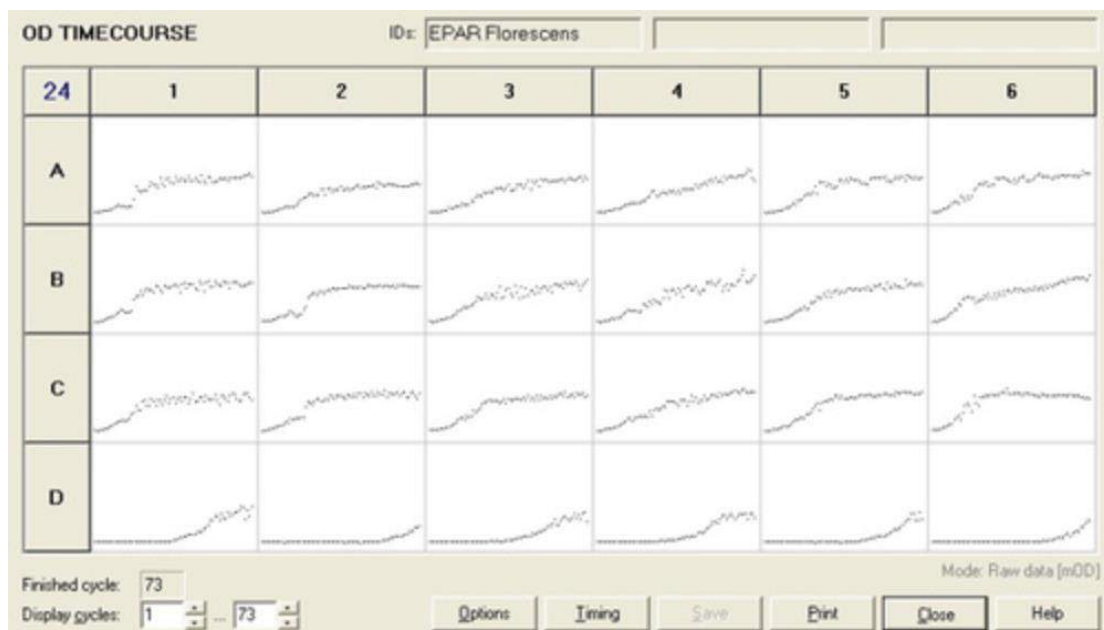 OD TIMECOURSE IDs: EPAR Florescens
24 1 2 3 4 5 6
A
B
C
D
Mode: Raw data [mOD]
Finished cycle: 73
Display cycles: 1 ... 73 Options Timing Save Print Close Help